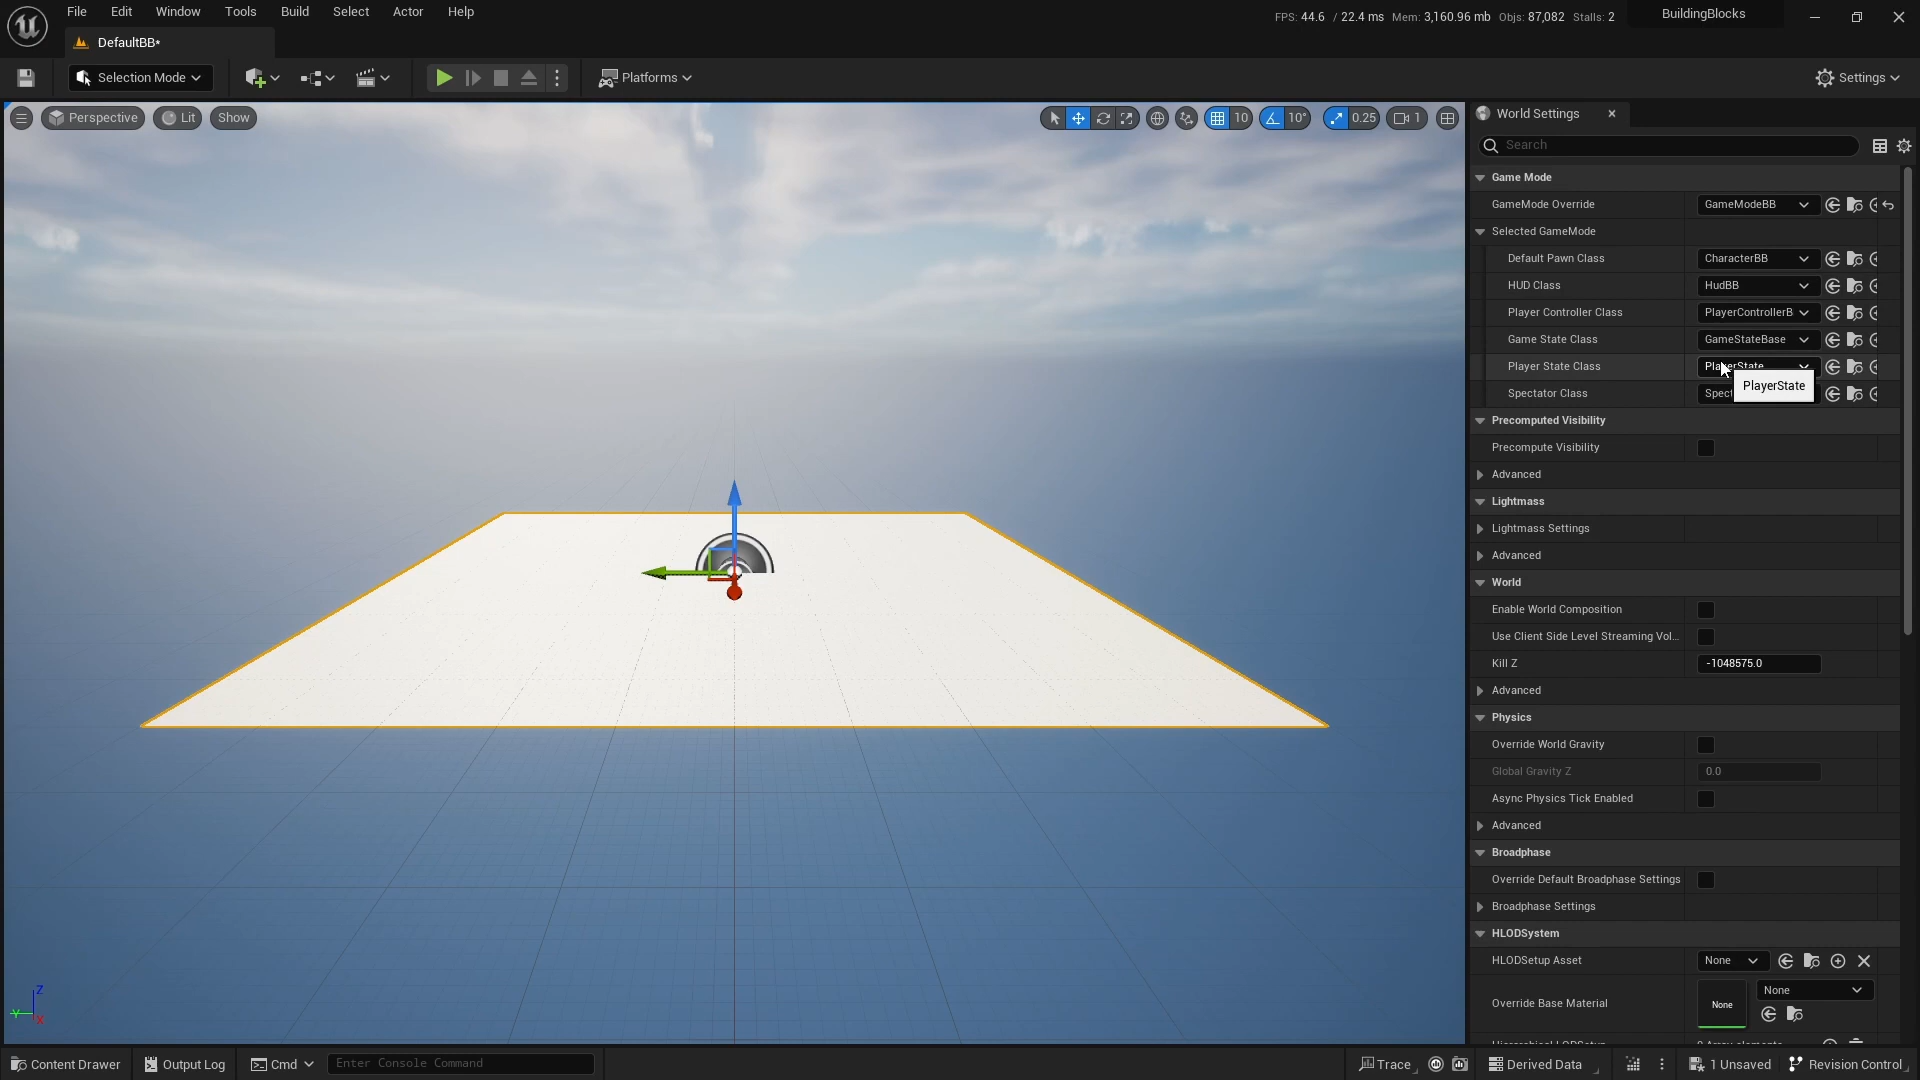 File Edit Window Tools Build Select Actor Help
FPS: 44.6 / 22.4 ms Mem: 3,160.96 mb Objs: 87,082 Stalls: 2
BuildingBlocks
DefaultBB*
Selection Mode
Platforms
Settings
Perspective Lit Show
10 10° 0.25 1
World Settings
Search
Game Mode
GameMode Override GameModeBB
Selected GameMode
Default Pawn Class CharacterBB
HUD Class HudBB
Player Controller Class PlayerControllerB
Game State Class GameStateBase
Player State Class PlayerState
PlayerState
Spectator Class Spect
Precomputed Visibility
Precompute Visibility
Advanced
Lightmass
Lightmass Settings
Advanced
World
Enable World Composition
Use Client Side Level Streaming Vol...
Kill Z -1048575.0
Advanced
Physics
Override World Gravity
Global Gravity Z 0.0
Async Physics Tick Enabled
Advanced
Broadphase
Override Default Broadphase Settings
Broadphase Settings
HLODSystem
HLODSetup Asset None
None
Override Base Material None
Z
Y
X
Content Drawer Output Log Cmd Enter Console Command
Trace Derived Data 1 Unsaved Revision Control